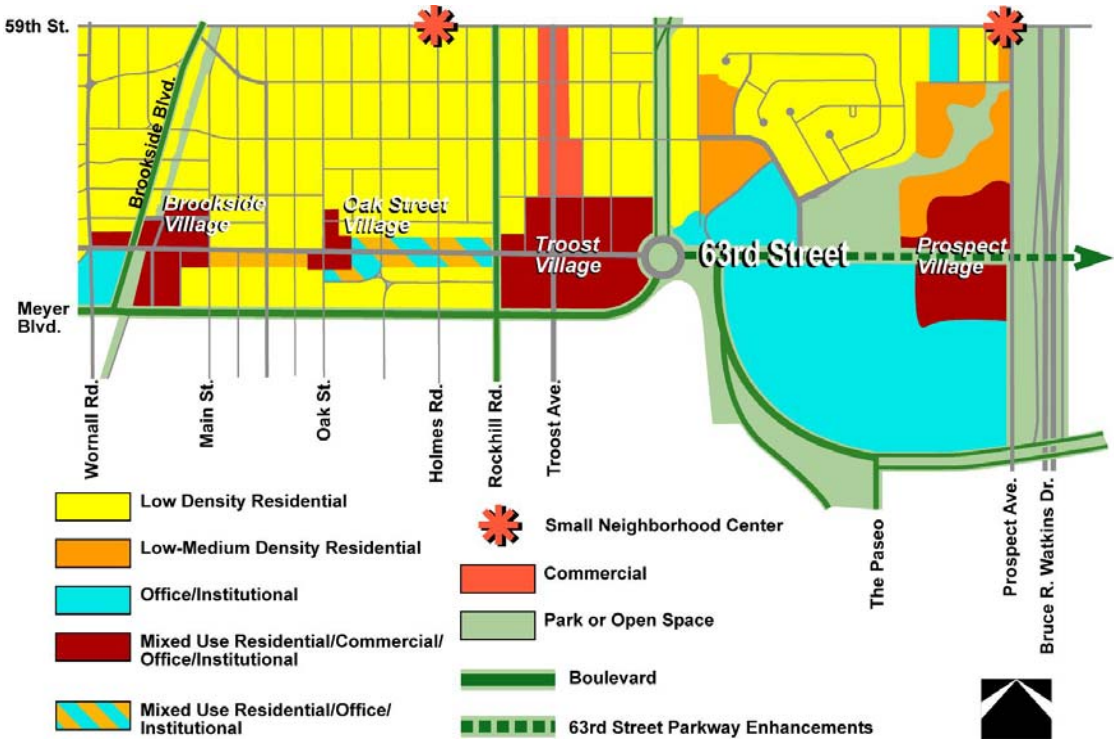 59th St.
Brookside Blvd.
Brookside
Village
Oak Street
Village
Troost
Village
63rd Street
Prospect
Village
Meyer
Blvd.
Wornall Rd.
Main St.
Oak St.
Holmes Rd.
Rockhill Rd.
Troost Ave.
The Paseo
Prospect Ave.
Bruce R. Watkins Dr.
Low Density Residential
Low-Medium Density Residential
Office/Institutional
Mixed Use Residential/Commercial/
Office/Institutional
Mixed Use Residential/Office/
Institutional
Small Neighborhood Center
Commercial
Park or Open Space
Boulevard
63rd Street Parkway Enhancements